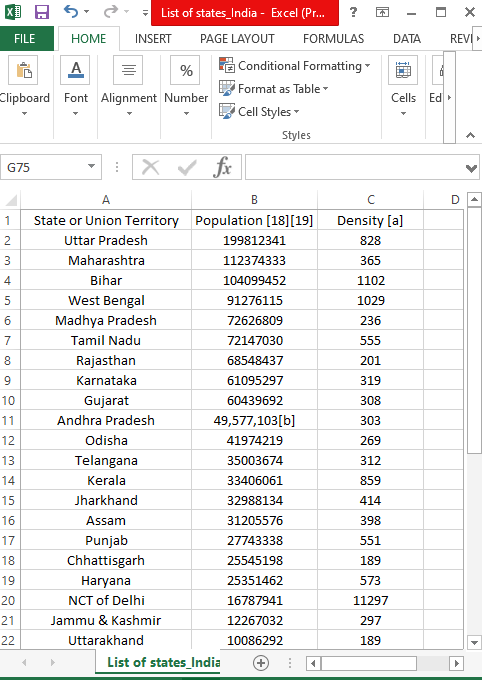 List of states_India - Excel (Pr...
?
FILE HOME INSERT PAGE LAYOUT FORMULAS DATA REVI
Clipboard
Font
Alignment
%
Number
Conditional Formatting
Format as Table
Cell Styles
Styles
Cells
Ed
G75
fx
A B C D
1 State or Union Territory Population [18][19] Density [a]
2 Uttar Pradesh 199812341 828
3 Maharashtra 112374333 365
4 Bihar 104099452 1102
5 West Bengal 91276115 1029
6 Madhya Pradesh 72626809 236
7 Tamil Nadu 72147030 555
8 Rajasthan 68548437 201
9 Karnataka 61095297 319
10 Gujarat 60439692 308
11 Andhra Pradesh 49,577,103[b] 303
12 Odisha 41974219 269
13 Telangana 35003674 312
14 Kerala 33406061 859
15 Jharkhand 32988134 414
16 Assam 31205576 398
17 Punjab 27743338 551
18 Chhattisgarh 25545198 189
19 Haryana 25351462 573
20 NCT of Delhi 16787941 11297
21 Jammu & Kashmir 12267032 297
22 Uttarakhand 10086292 189
List of states_India